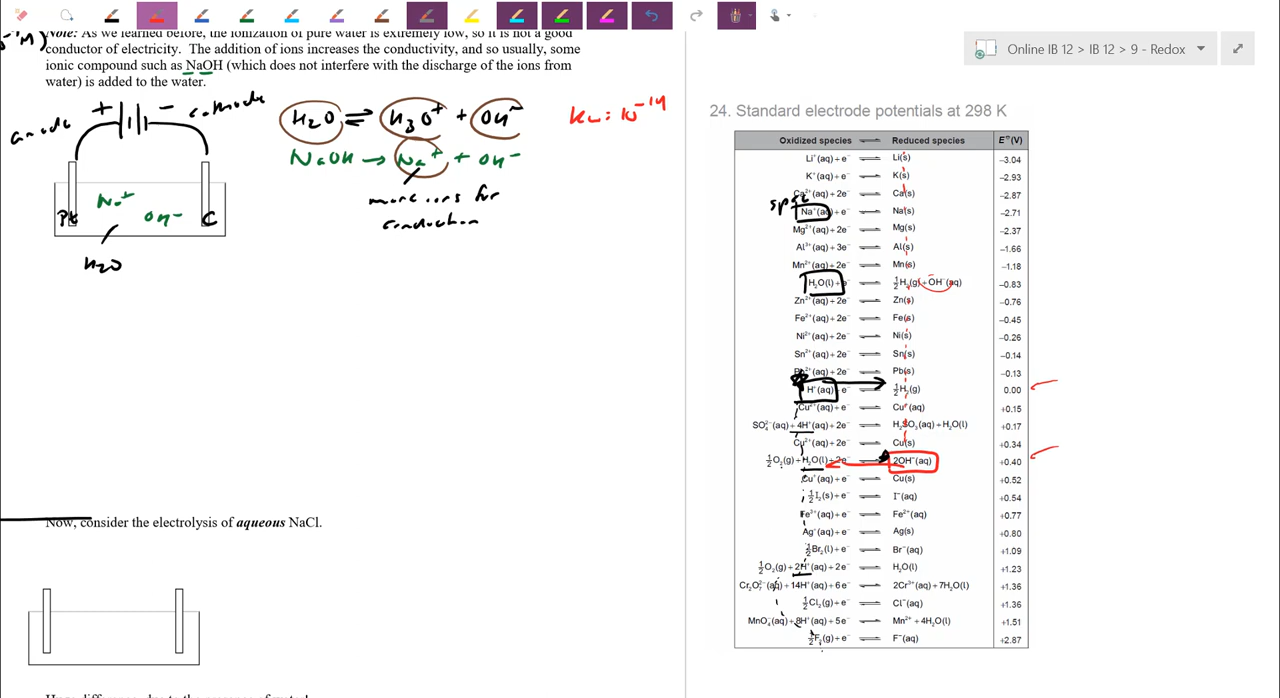 Note: As we learned before, the ionization of pure water is extremely low, so it is not a good
conductor of electricity. The addition of ions increases the conductivity, and so usually, some
ionic compound such as NaOH (which does not interfere with the discharge of the ions from
water) is added to the water.
anode + − cathode
H₂O ⇌ H₃O⁺ + OH⁻
Kw: 10⁻¹⁴
NaOH → Na⁺ + OH⁻
more ions for
conduction
Na⁺
Pt OH⁻ C
H₂O
Now, consider the electrolysis of aqueous NaCl.
Online IB 12 > IB 12 > 9 - Redox
24. Standard electrode potentials at 298 K
Oxidized species Reduced species E⊖(V)
Li⁺(aq) + e⁻ ⇌ Li(s) −3.04
K⁺(aq) + e⁻ ⇌ K(s) −2.93
Ca²⁺(aq) + 2e⁻ ⇌ Ca(s) −2.87
Na⁺(aq) + e⁻ ⇌ Na(s) −2.71
Mg²⁺(aq) + 2e⁻ ⇌ Mg(s) −2.37
Al³⁺(aq) + 3e⁻ ⇌ Al(s) −1.66
Mn²⁺(aq) + 2e⁻ ⇌ Mn(s) −1.18
H₂O(l) + e⁻ ⇌ ½H₂(g) + OH⁻(aq) −0.83
Zn²⁺(aq) + 2e⁻ ⇌ Zn(s) −0.76
Fe²⁺(aq) + 2e⁻ ⇌ Fe(s) −0.45
Ni²⁺(aq) + 2e⁻ ⇌ Ni(s) −0.26
Sn²⁺(aq) + 2e⁻ ⇌ Sn(s) −0.14
Pb²⁺(aq) + 2e⁻ ⇌ Pb(s) −0.13
H⁺(aq) + e⁻ ⇌ ½H₂(g) 0.00
Cu²⁺(aq) + e⁻ ⇌ Cu⁺(aq) +0.15
SO₄²⁻(aq) + 4H⁺(aq) + 2e⁻ ⇌ H₂SO₃(aq) + H₂O(l) +0.17
Cu²⁺(aq) + 2e⁻ ⇌ Cu(s) +0.34
½O₂(g) + H₂O(l) + 2e⁻ ⇌ 2OH⁻(aq) +0.40
Cu⁺(aq) + e⁻ ⇌ Cu(s) +0.52
½I₂(s) + e⁻ ⇌ I⁻(aq) +0.54
Fe³⁺(aq) + e⁻ ⇌ Fe²⁺(aq) +0.77
Ag⁺(aq) + e⁻ ⇌ Ag(s) +0.80
½Br₂(l) + e⁻ ⇌ Br⁻(aq) +1.09
½O₂(g) + 2H⁺(aq) + 2e⁻ ⇌ H₂O(l) +1.23
Cr₂O₇²⁻(aq) + 14H⁺(aq) + 6e⁻ ⇌ 2Cr³⁺(aq) + 7H₂O(l) +1.36
½Cl₂(g) + e⁻ ⇌ Cl⁻(aq) +1.36
MnO₄⁻(aq) + 8H⁺(aq) + 5e⁻ ⇌ Mn²⁺ + 4H₂O(l) +1.51
½F₂(g) + e⁻ ⇌ F⁻(aq) +2.87